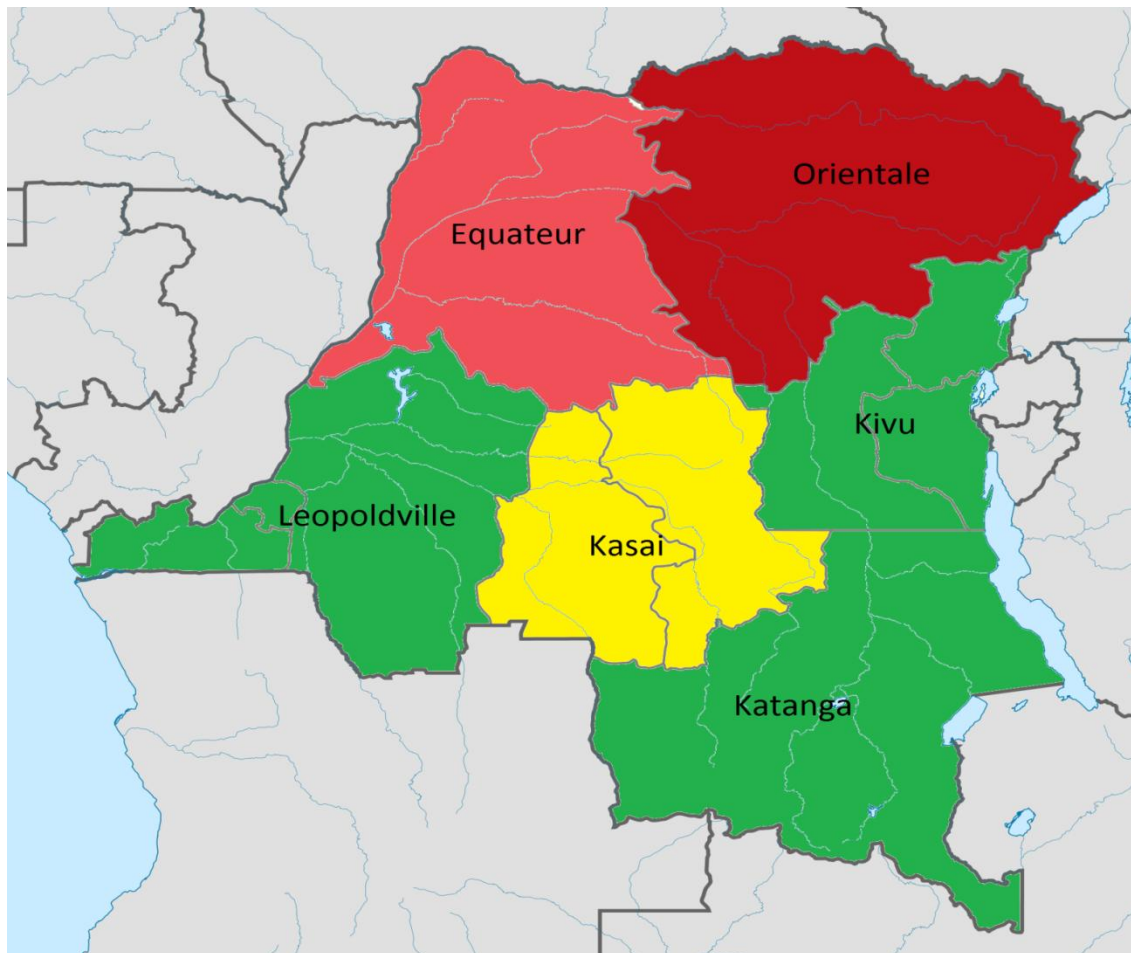 Orientale
Equateur
Kivu
Leopoldville
Kasai
Katanga